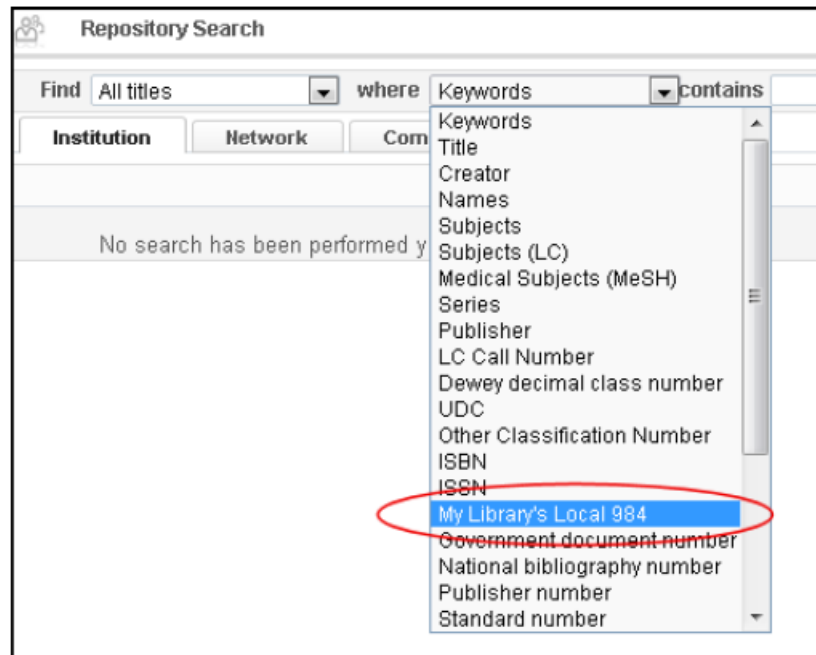 Repository Search
Find All titles where Keywords contains
Institution Network Com
No search has been performed y
Keywords
Title
Creator
Names
Subjects
Subjects (LC)
Medical Subjects (MeSH)
Series
Publisher
LC Call Number
Dewey decimal class number
UDC
Other Classification Number
ISBN
ISSN
My Library's Local 984
Government document number
National bibliography number
Publisher number
Standard number